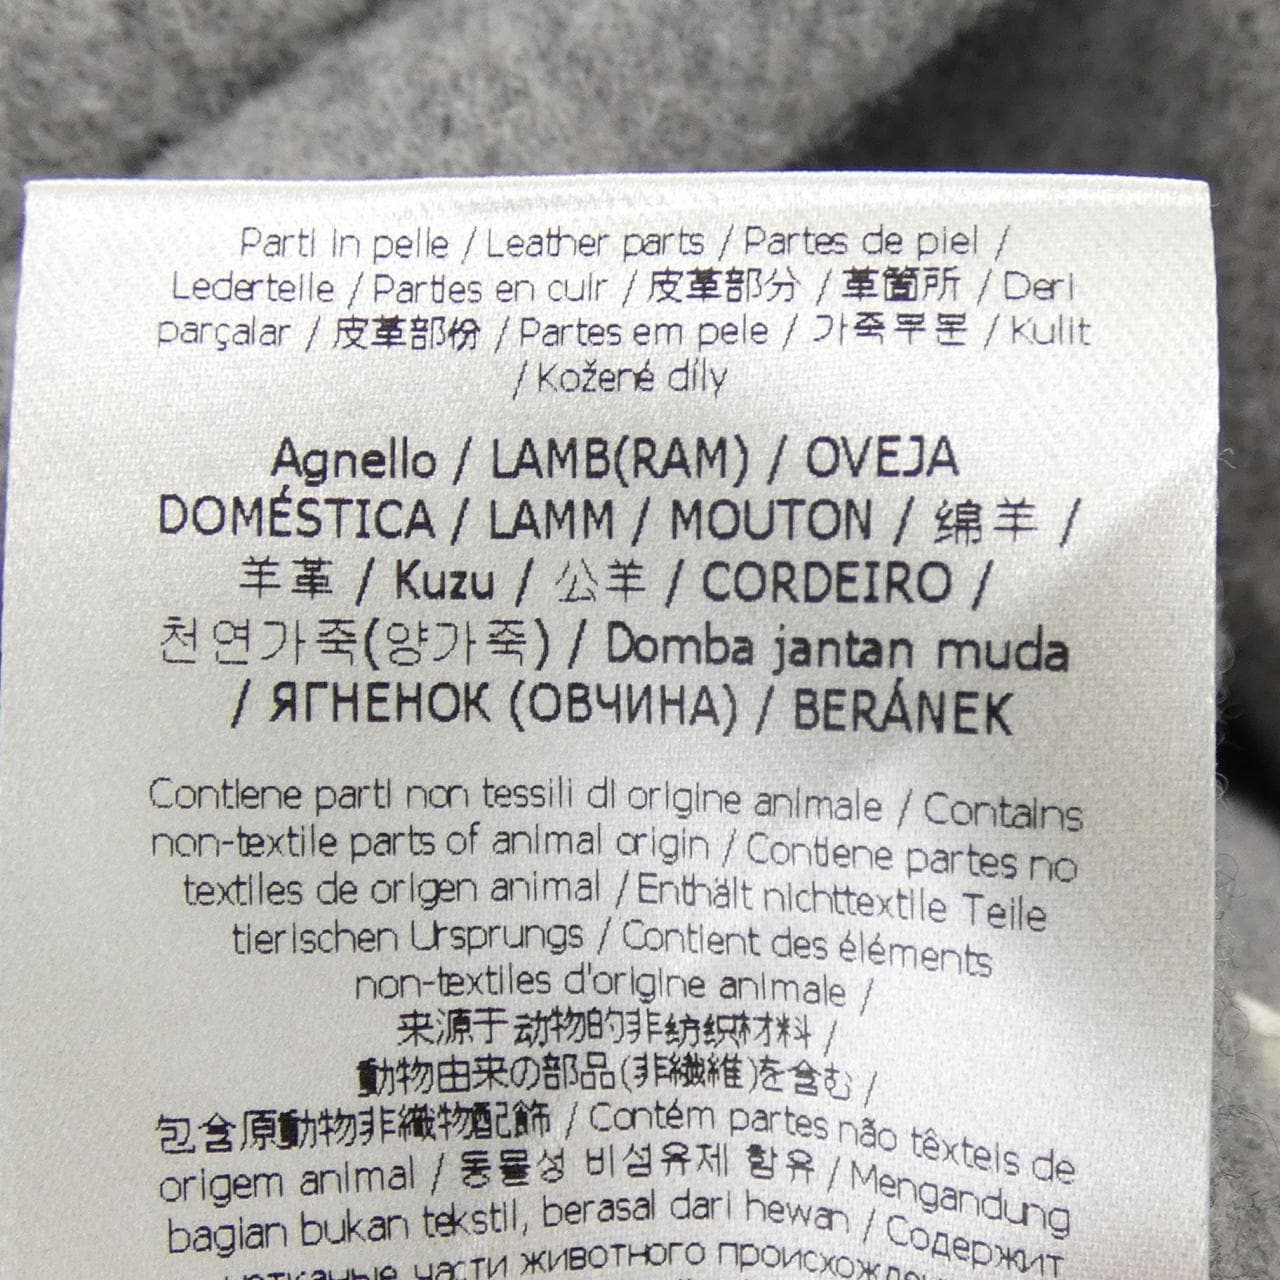 Parti in pelle / Leather parts / Partes de piel /
Lederteile / Parties en cuir / 皮革部分 / 革箇所 / Deri
parçalar / 皮革部份 / Partes em pele / 가죽부문 / Kulit
/ Kožené díly
Agnello / LAMB(RAM) / OVEJA
DOMÉSTICA / LAMM / MOUTON / 绵羊 /
羊革 / Kuzu / 公羊 / CORDEIRO /
천연가죽(양가죽) / Domba jantan muda
/ ЯГНЕНОК (ОВЧИНА) / BERÁNEK
Contiene parti non tessili di origine animale / Contains
non-textile parts of animal origin / Contiene partes no
textiles de origen animal / Enthält nichttextile Teile
tierischen Ursprungs / Contient des éléments
non-textiles d'origine animale /
来源于动物的非纺织材料 /
動物由来の部品(非繊維)を含む /
包含原動物非織物配飾 / Contém partes não têxteis de
origem animal / 동물성 비섬유제 함유 / Mengandung
bagian bukan tekstil, berasal dari hewan / Содержит
части животного